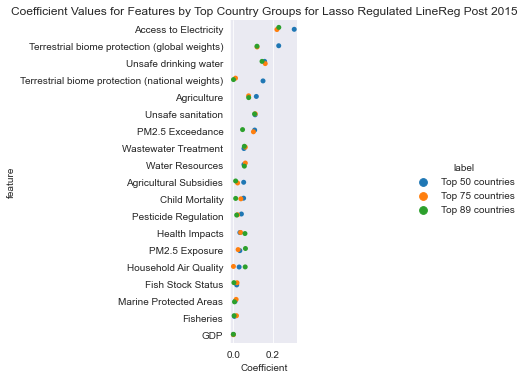 Coefficient Values for Features by Top Country Groups for Lasso Regulated LineReg Post 2015
Access to Electricity
Terrestrial biome protection (global weights)
Unsafe drinking water
Terrestrial biome protection (national weights)
Agriculture
Unsafe sanitation
PM2.5 Exceedance
Wastewater Treatment
Water Resources
Agricultural Subsidies
Child Mortality
Pesticide Regulation
Health Impacts
PM2.5 Exposure
Household Air Quality
Fish Stock Status
Marine Protected Areas
Fisheries
GDP
feature
0.0 0.2
Coefficient
label
Top 50 countries
Top 75 countries
Top 89 countries